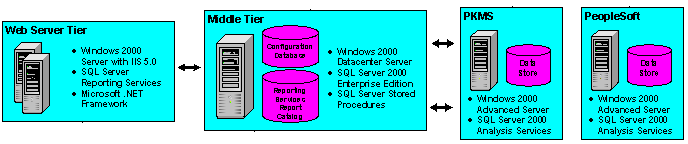 Web Server Tier
Windows 2000
Server with IIS 5.0
SQL Server
Reporting Services
Microsoft .NET
Framework
Middle Tier
Configuration
Database
Reporting
Services
Report
Catalog
Windows 2000
Datacenter Server
SQL Server 2000
Enterprise Edition
SQL Server Stored
Procedures
PKMS
Data
Store
Windows 2000
Advanced Server
SQL Server 2000
Analysis Services
PeopleSoft
Data
Store
Windows 2000
Advanced Server
SQL Server 2000
Analysis Services